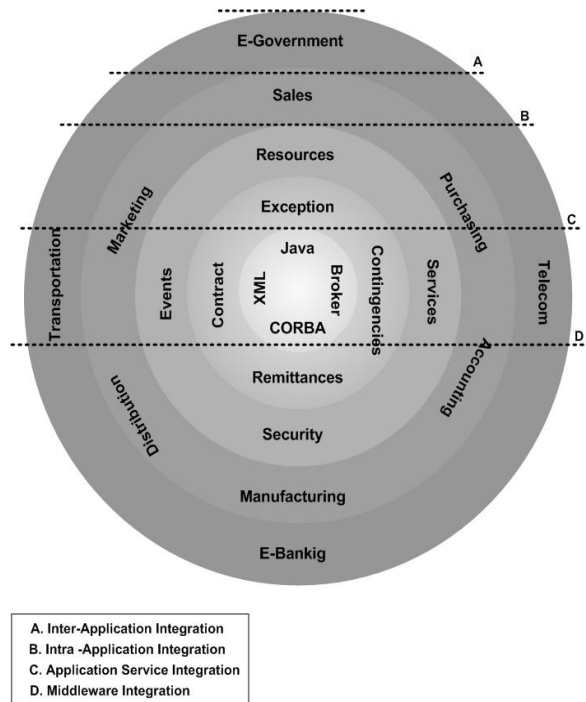 E-Government
A
Sales
B
Resources
Marketing
Purchasing
Exception
C
Java
Transportation
Events
Contract
XML
Broker
Contingencies
Services
Telecom
CORBA
D
Remittances
Accounting
Distribution
Security
Manufacturing
E-Bankig
A. Inter-Application Integration
B. Intra -Application Integration
C. Application Service Integration
D. Middleware Integration